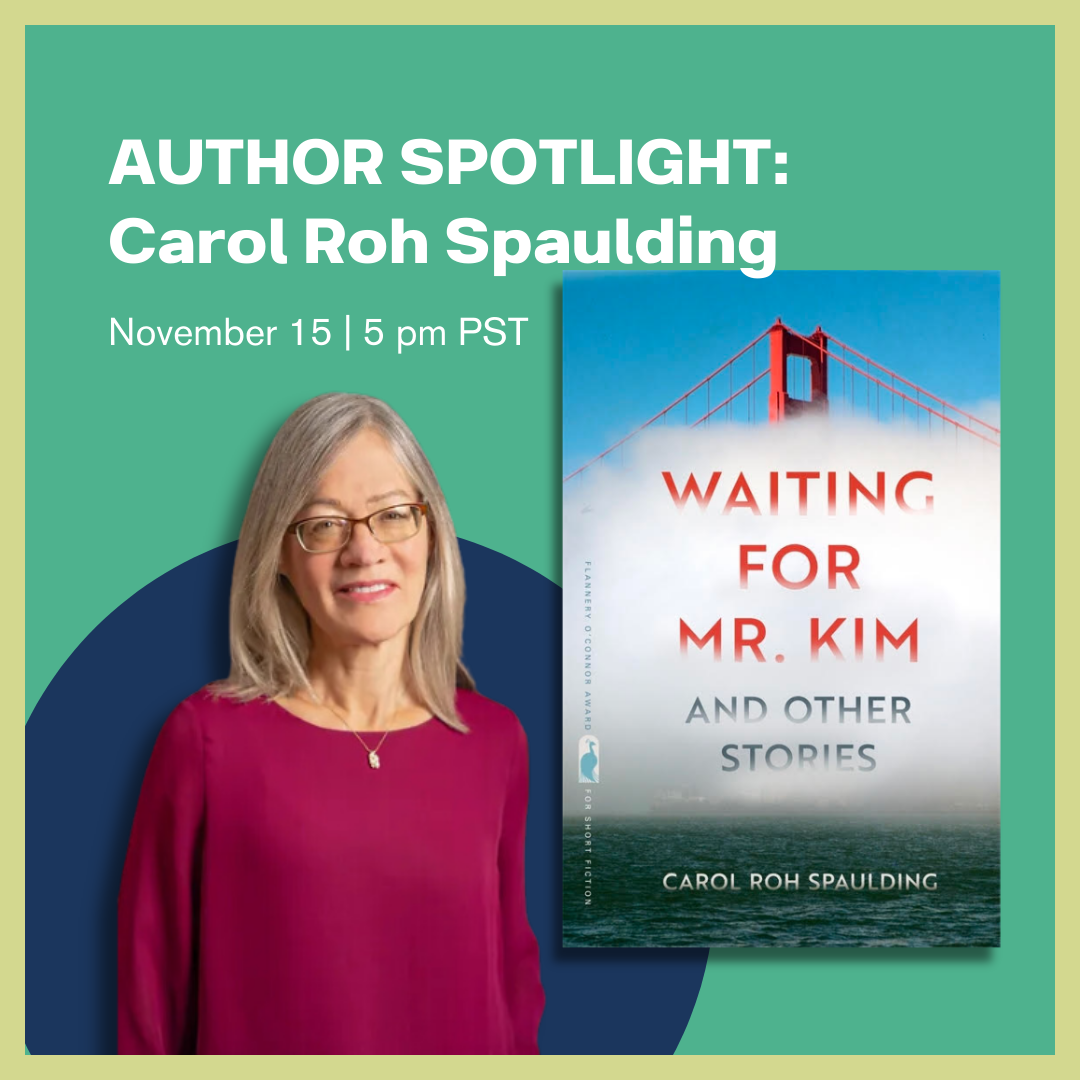 AUTHOR SPOTLIGHT:
Carol Roh Spaulding
November 15 | 5 pm PST
WAITING
FOR
MR. KIM
AND OTHER
STORIES
FLANNERY O'CONNOR AWARD FOR SHORT FICTION
CAROL ROH SPAULDING